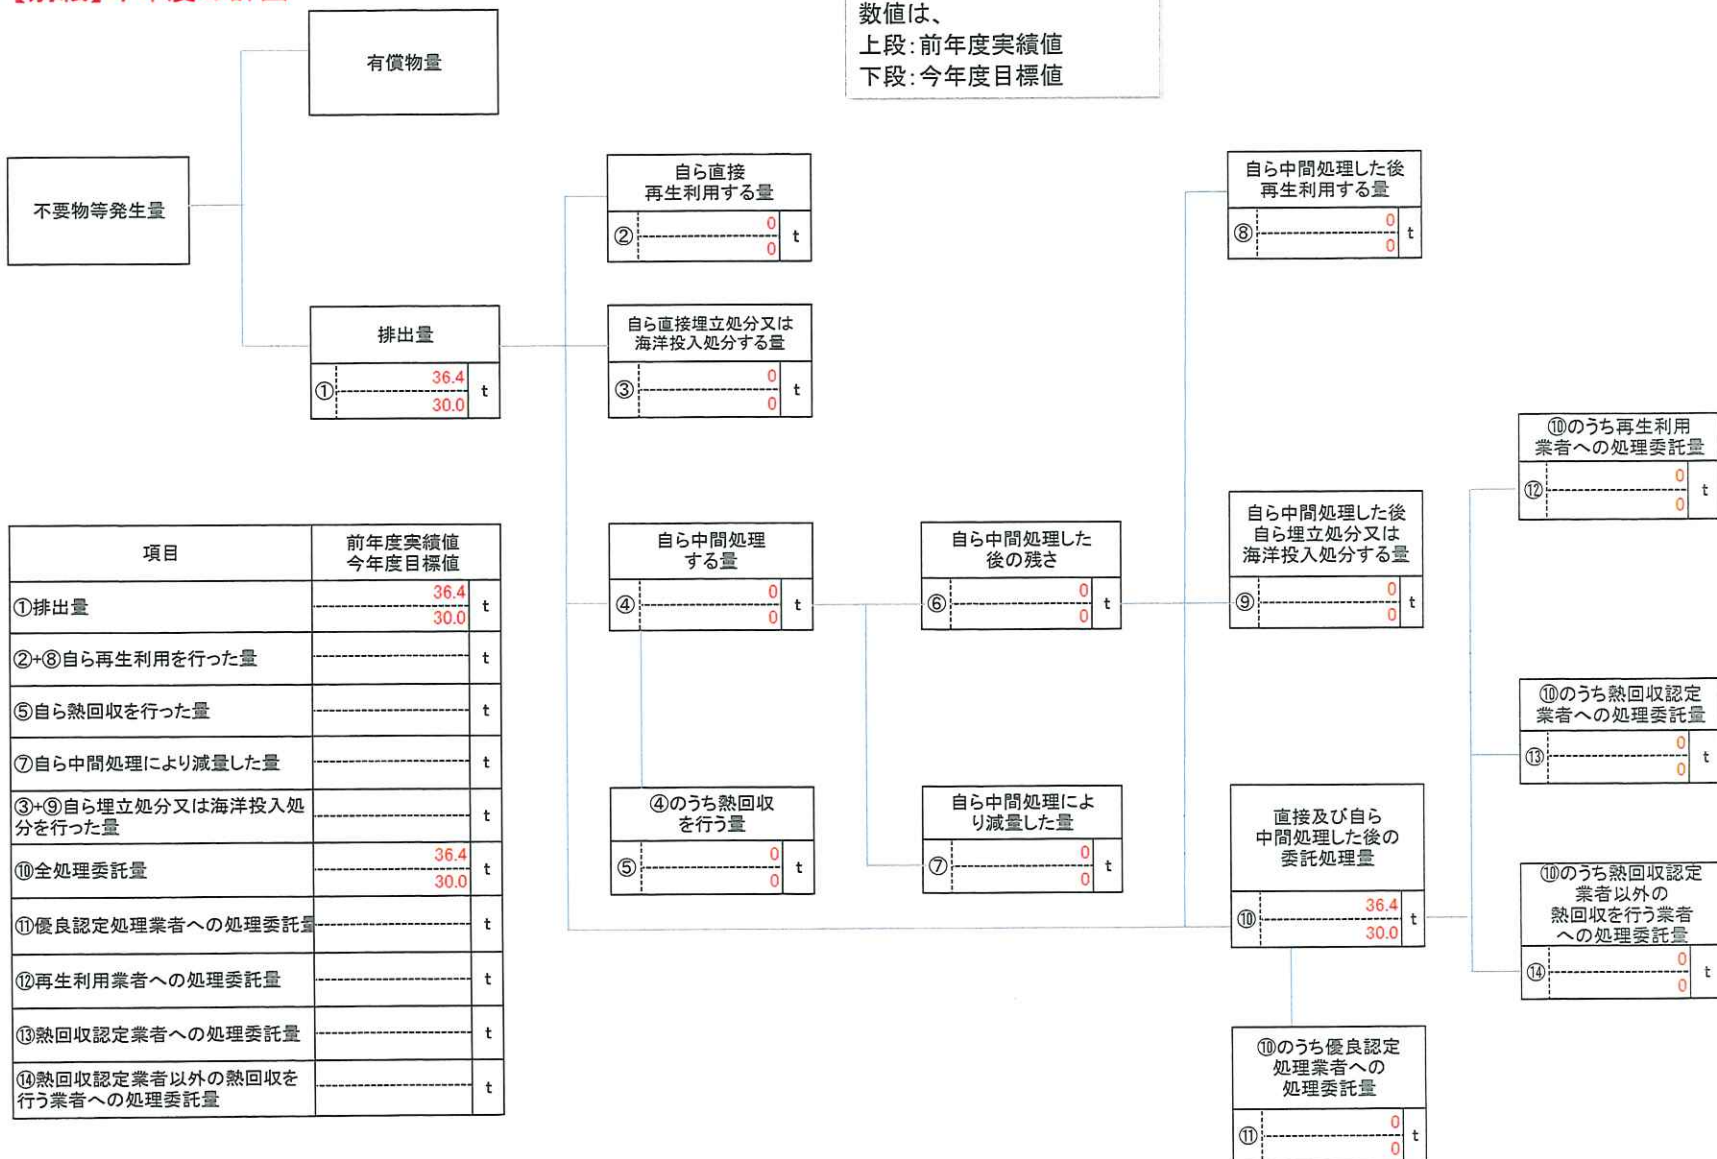 数値は、
上段:前年度実績値
下段:今年度目標値
有償物量
不要物等発生量
排出量
①
36.4
30.0
t
自ら直接
再生利用する量
②
0
0
t
自ら直接埋立処分又は
海洋投入処分する量
③
0
0
t
自ら中間処理
する量
④
0
0
t
④のうち熱回収
を行う量
⑤
0
0
t
自ら中間処理した
後の残さ
⑥
0
0
t
自ら中間処理によ
り減量した量
⑦
0
0
t
自ら中間処理した後
再生利用する量
⑧
0
0
t
自ら中間処理した後
自ら埋立処分又は
海洋投入処分する量
⑨
0
0
t
直接及び自ら
中間処理した後の
委託処理量
⑩
36.4
30.0
t
⑩のうち優良認定
処理業者への
処理委託量
⑪
0
0
t
⑩のうち再生利用
業者への処理委託量
⑫
0
0
t
⑩のうち熱回収認定
業者への処理委託量
⑬
0
0
t
⑩のうち熱回収認定
業者以外の
熱回収を行う業者
への処理委託量
⑭
0
0
t
項目
前年度実績値
今年度目標値
①排出量
36.4
30.0
t
②+⑧自ら再生利用を行った量
t
⑤自ら熱回収を行った量
t
⑦自ら中間処理により減量した量
t
③+⑨自ら埋立処分又は海洋投入処
分を行った量
t
⑩全処理委託量
36.4
30.0
t
⑪優良認定処理業者への処理委託量
t
⑫再生利用業者への処理委託量
t
⑬熱回収認定業者への処理委託量
t
⑭熱回収認定業者以外の熱回収を
行う業者への処理委託量
t